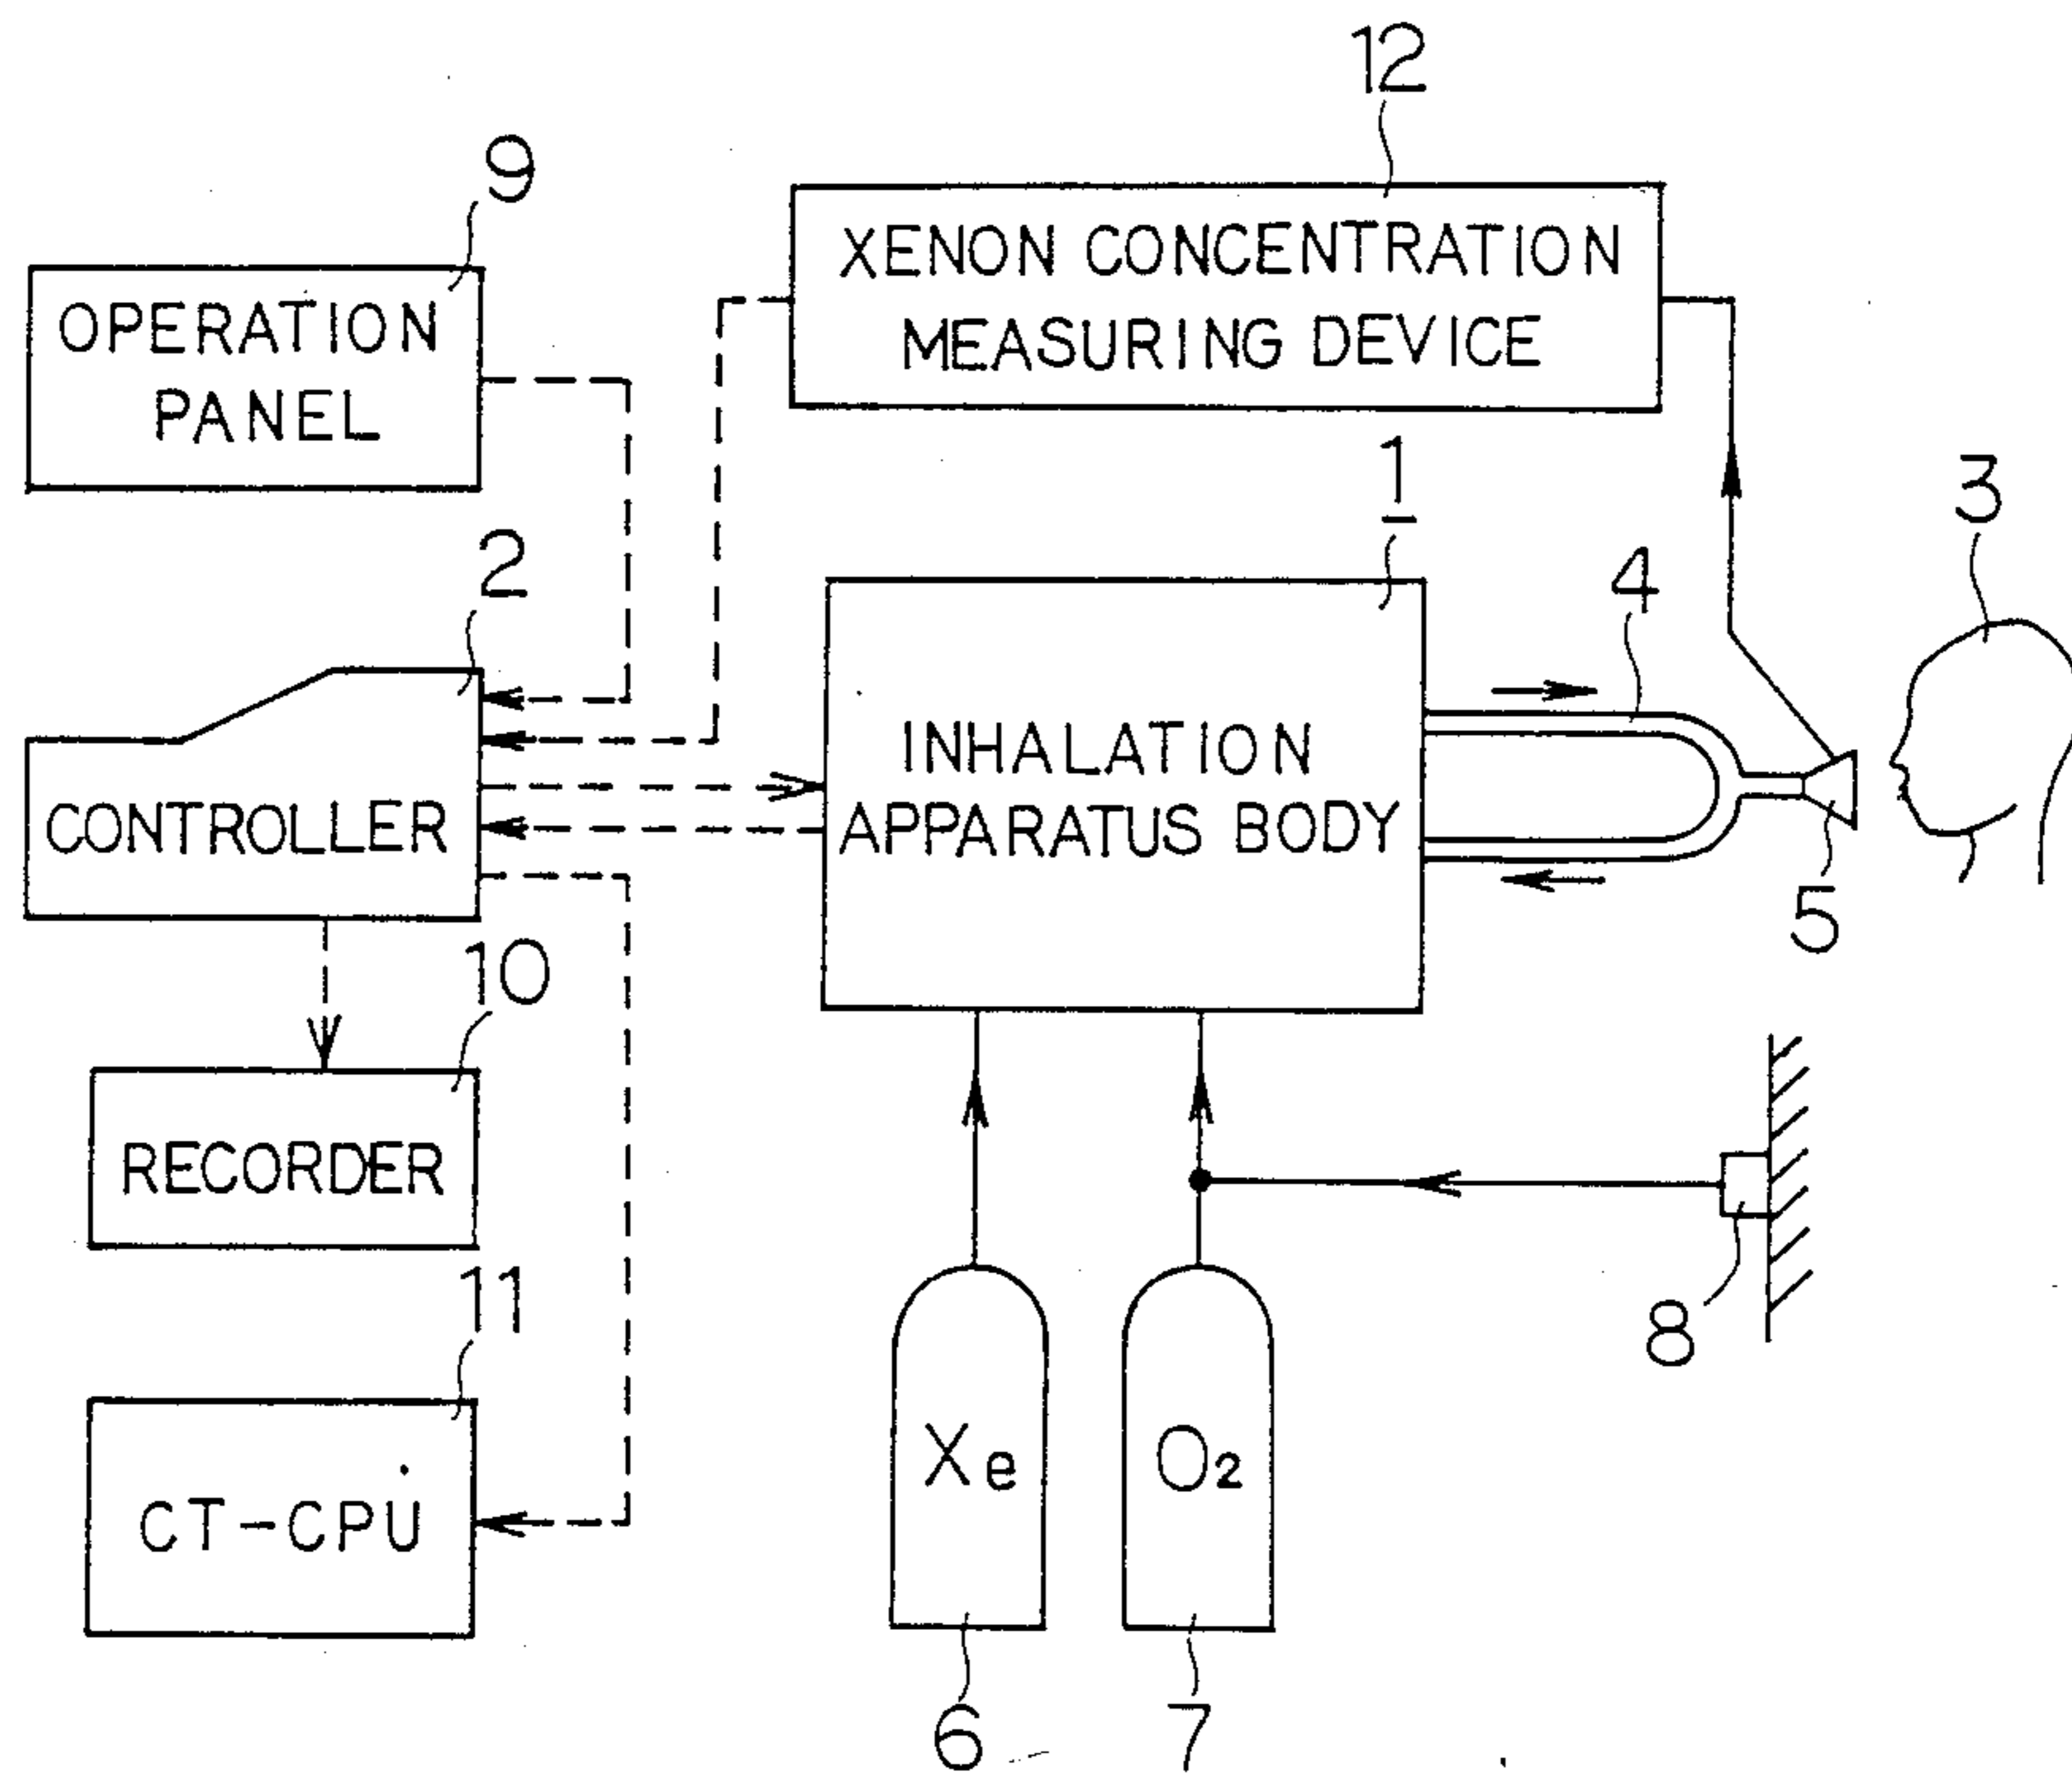 12
9
XENON CONCENTRATION
MEASURING DEVICE
OPERATION
PANEL
1
3
2
4
INHALATION
APPARATUS BODY
CONTROLLER
5
10
RECORDER
8
11
Xe
O2
CT-CPU
6
7